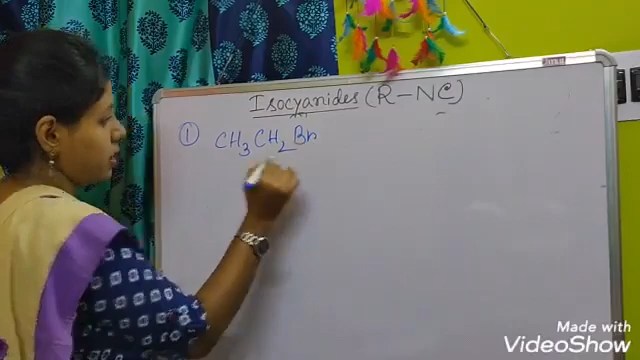 Isocyanides (R-NC)
① CH3CH2Br
Made with
VideoShow